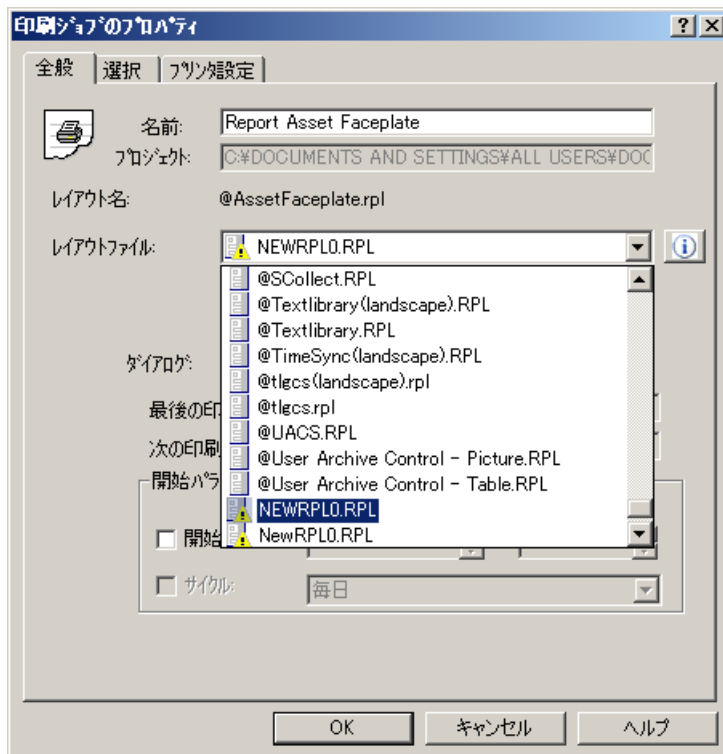 印刷ｼﾞｮﾌﾞのﾌﾟﾛﾊﾟﾃｨ
全般 選択 ﾌﾟﾘﾝﾀ設定
名前: Report Asset Faceplate
ﾌﾟﾛｼﾞｪｸﾄ: C:¥DOCUMENTS AND SETTINGS¥ALL USERS¥DOC
ﾚｲｱｳﾄ名: @AssetFaceplate.rpl
ﾚｲｱｳﾄﾌｧｲﾙ: NEWRPL0.RPL
@SCollect.RPL
@Textlibrary(landscape).RPL
@Textlibrary.RPL
@TimeSync(landscape).RPL
ﾀﾞｲｱﾛｸﾞ:
@tlgcs(landscape).rpl
最後の印
@tlgcs.rpl
@UACS.RPL
次の印刷
@User Archive Control - Picture.RPL
開始ﾊﾟﾗ
@User Archive Control - Table.RPL
NEWRPL0.RPL
開始
NewRPL0.RPL
ｻｲｸﾙ: 毎日
OK ｷｬﾝｾﾙ ﾍﾙﾌﾟ